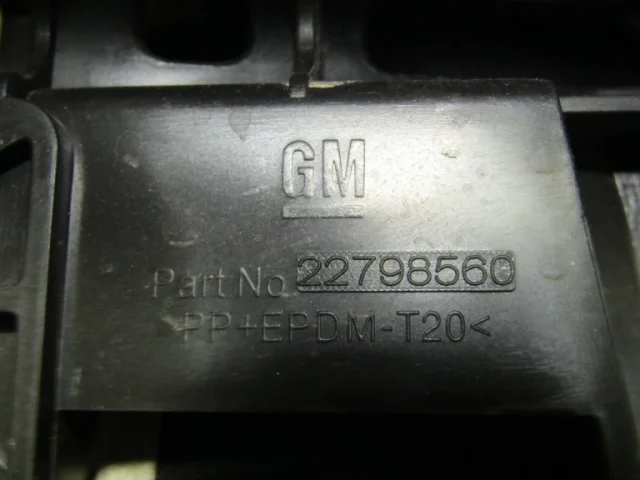 GM
Part No 22798560
>PP+EPDM-T20<